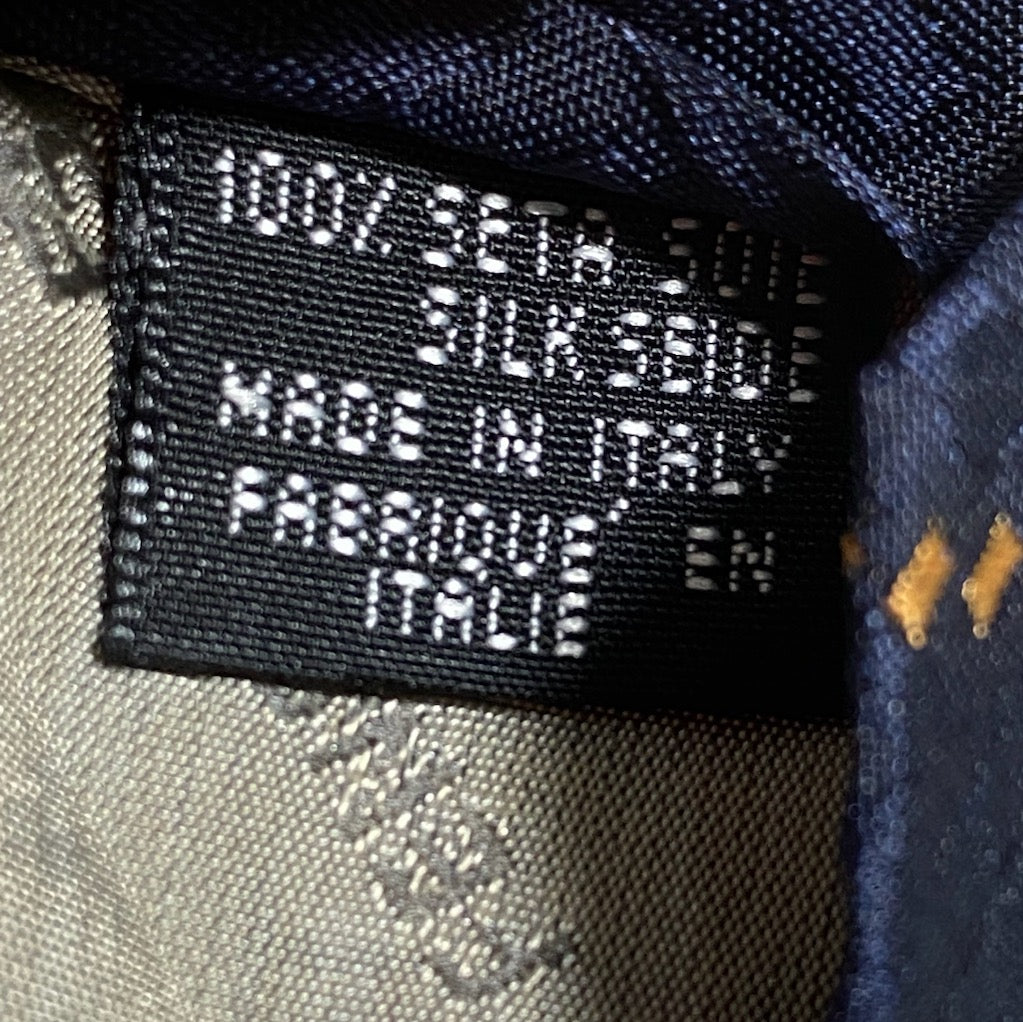 100% SETA SOIE
SILK SEIDE
MADE IN ITALY
FABRIQUÉ EN
ITALIE